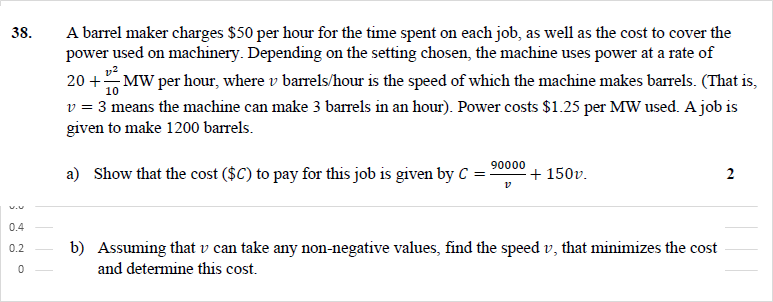 38. A barrel maker charges $50 per hour for the time spent on each job, as well as the cost to cover the
power used on machinery. Depending on the setting chosen, the machine uses power at a rate of
20 + v²/10 MW per hour, where v barrels/hour is the speed of which the machine makes barrels. (That is,
v = 3 means the machine can make 3 barrels in an hour). Power costs $1.25 per MW used. A job is
given to make 1200 barrels.
a) Show that the cost ($C) to pay for this job is given by C = 90000/v + 150v. 2
0.4
0.2 b) Assuming that v can take any non-negative values, find the speed v, that minimizes the cost
0 and determine this cost.